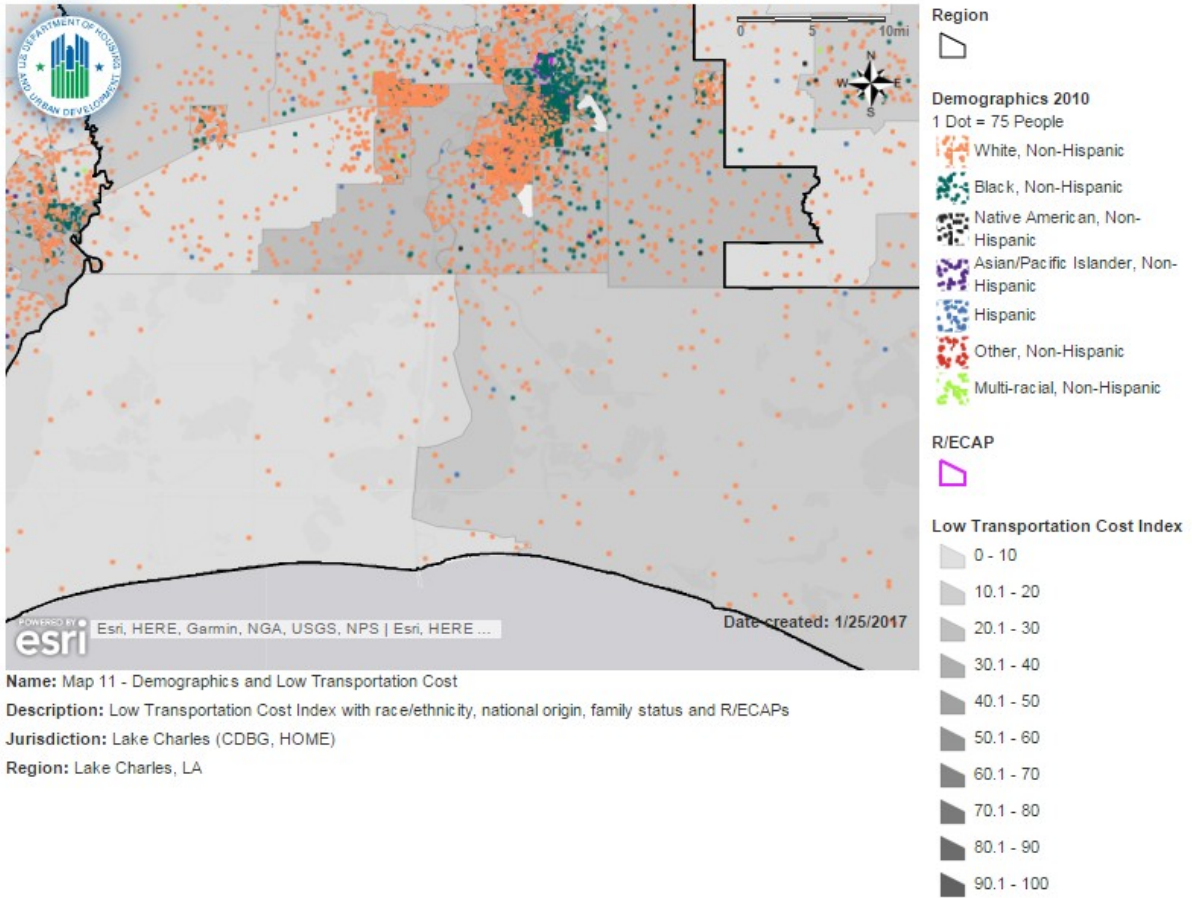 U.S. DEPARTMENT OF HOUSING
AND URBAN DEVELOPMENT
0 5 10mi
N
W E
S
POWERED BY
esri
Esri, HERE, Garmin, NGA, USGS, NPS | Esri, HERE ...
Date created: 1/25/2017
Name: Map 11 - Demographics and Low Transportation Cost
Description: Low Transportation Cost Index with race/ethnicity, national origin, family status and R/ECAPs
Jurisdiction: Lake Charles (CDBG, HOME)
Region: Lake Charles, LA
Region
Demographics 2010
1 Dot = 75 People
White, Non-Hispanic
Black, Non-Hispanic
Native American, Non-
Hispanic
Asian/Pacific Islander, Non-
Hispanic
Hispanic
Other, Non-Hispanic
Multi-racial, Non-Hispanic
R/ECAP
Low Transportation Cost Index
0 - 10
10.1 - 20
20.1 - 30
30.1 - 40
40.1 - 50
50.1 - 60
60.1 - 70
70.1 - 80
80.1 - 90
90.1 - 100